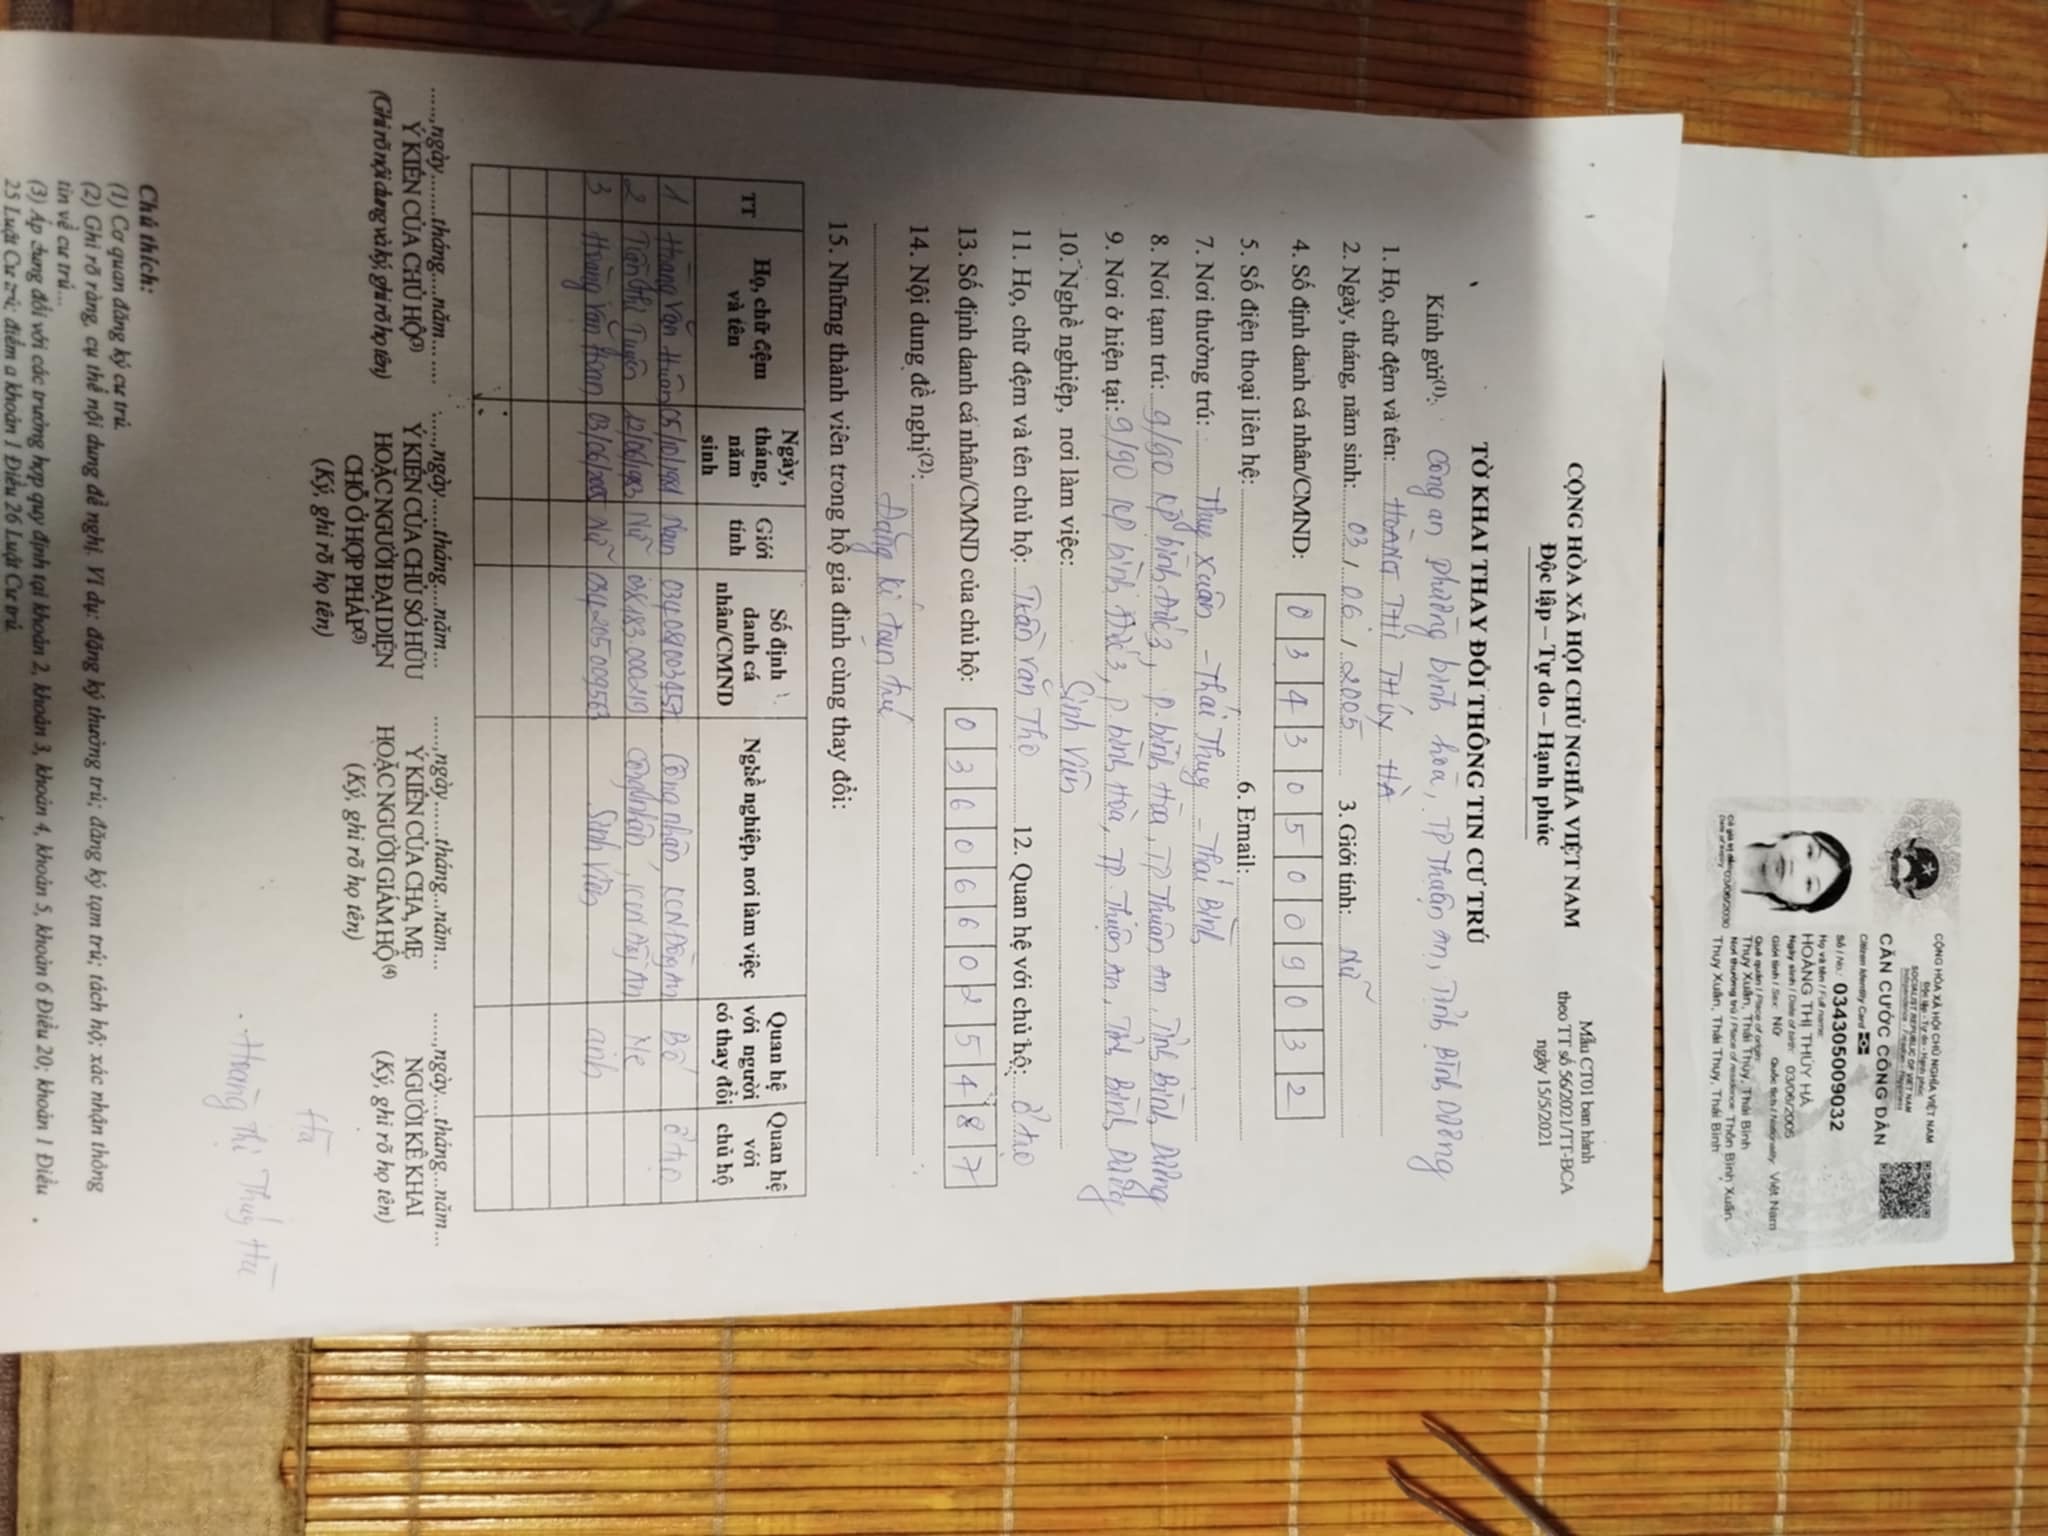 CỘNG HÒA XÃ HỘI CHỦ NGHĨA VIỆT NAM
Độc lập - Tự do - Hạnh phúc
SOCIALIST REPUBLIC OF VIET NAM
Independence - Freedom - Happiness
CĂN CƯỚC CÔNG DÂN
Citizen Identity Card
Số / No.: 034305009032
Họ và tên / Full name:
HOÀNG THỊ THÚY HÀ
Ngày sinh / Date of birth: 03/06/2005
Giới tính / Sex: Nữ Quốc tịch / Nationality: Việt Nam
Quê quán / Place of origin:
Thụy Xuân, Thái Thụy, Thái Bình
Nơi thường trú / Place of residence: Thôn Bình Xuân
Thụy Xuân, Thái Thụy, Thái Bình
Có giá trị đến: 03/06/2030
Date of expiry
Mẫu CT01 ban hành
theo TT số 56/2021/TT-BCA
ngày 15/5/2021
CỘNG HÒA XÃ HỘI CHỦ NGHĨA VIỆT NAM
Độc lập – Tự do – Hạnh phúc
TỜ KHAI THAY ĐỔI THÔNG TIN CƯ TRÚ
Kính gửi(1): Công an phường bình hòa, TP Thuận An, Tỉnh Bình Dương
1. Họ, chữ đệm và tên: HOÀNG THỊ THÚY HÀ
2. Ngày, tháng, năm sinh: 03 / 06 / 2005 3. Giới tính: Nữ
4. Số định danh cá nhân/CMND: 0 3 4 3 0 5 0 0 9 0 3 2
5. Số điện thoại liên hệ: 6. Email:
7. Nơi thường trú: Thụy Xuân - Thái Thụy - Thái Bình
8. Nơi tạm trú: 9/90 KP bình Đức 3, P. bình Hòa, TP Thuận An, Tỉnh Bình Dương
9. Nơi ở hiện tại: 9/90 KP bình Đức 3, P. bình Hòa, TP. Thuận An, Tỉnh Bình Dương
10. Nghề nghiệp, nơi làm việc: Sinh Viên
11. Họ, chữ đệm và tên chủ hộ: Trần Văn Thọ 12. Quan hệ với chủ hộ: ở trọ
13. Số định danh cá nhân/CMND của chủ hộ: 0 3 6 0 6 6 0 2 5 4 8 7
14. Nội dung đề nghị(2):
Đăng kí tạm trú
15. Những thành viên trong hộ gia đình cùng thay đổi:
TT Họ, chữ đệm và tên Ngày, tháng, năm sinh Giới tính Số định danh cá nhân/CMND Nghề nghiệp, nơi làm việc Quan hệ với người có thay đổi Quan hệ với chủ hộ
1 Hoàng Văn Nam 034081003457 Công nhân, KCN Đồng An Bố ở trọ
2 Thị Tuyên Nữ Công nhân, KCN Đồng An Mẹ
3 Hoàng Văn Hoan 03/06/2005 Nữ 034205009563 Sinh Viên anh
......,ngày........tháng....năm......
Ý KIẾN CỦA CHỦ HỘ(3)
(Ghi rõ nội dung và ký, ghi rõ họ tên)
.....,ngày.....tháng....năm...
Ý KIẾN CỦA CHỦ SỞ HỮU
HOẶC NGƯỜI ĐẠI DIỆN
CHỖ Ở HỢP PHÁP(3)
(Ký, ghi rõ họ tên)
.....,ngày.......tháng...năm...
Ý KIẾN CỦA CHA, MẸ
HOẶC NGƯỜI GIÁM HỘ(4)
(Ký, ghi rõ họ tên)
.....,ngày....tháng...năm...
NGƯỜI KÊ KHAI
(Ký, ghi rõ họ tên)
Hà
Hoàng Thị Thúy Hà
Chú thích:
(1) Cơ quan đăng ký cư trú.
(2) Ghi rõ ràng, cụ thể nội dung đề nghị. Ví dụ: đăng ký thường trú; đăng ký tạm trú; tách hộ; xác nhận thông
tin về cư trú...
(3) Áp dụng đối với các trường hợp quy định tại khoản 2, khoản 3, khoản 4, khoản 5, khoản 6 Điều 20; khoản 1 Điều
25 Luật Cư trú; điểm a khoản 1 Điều 26 Luật Cư trú.